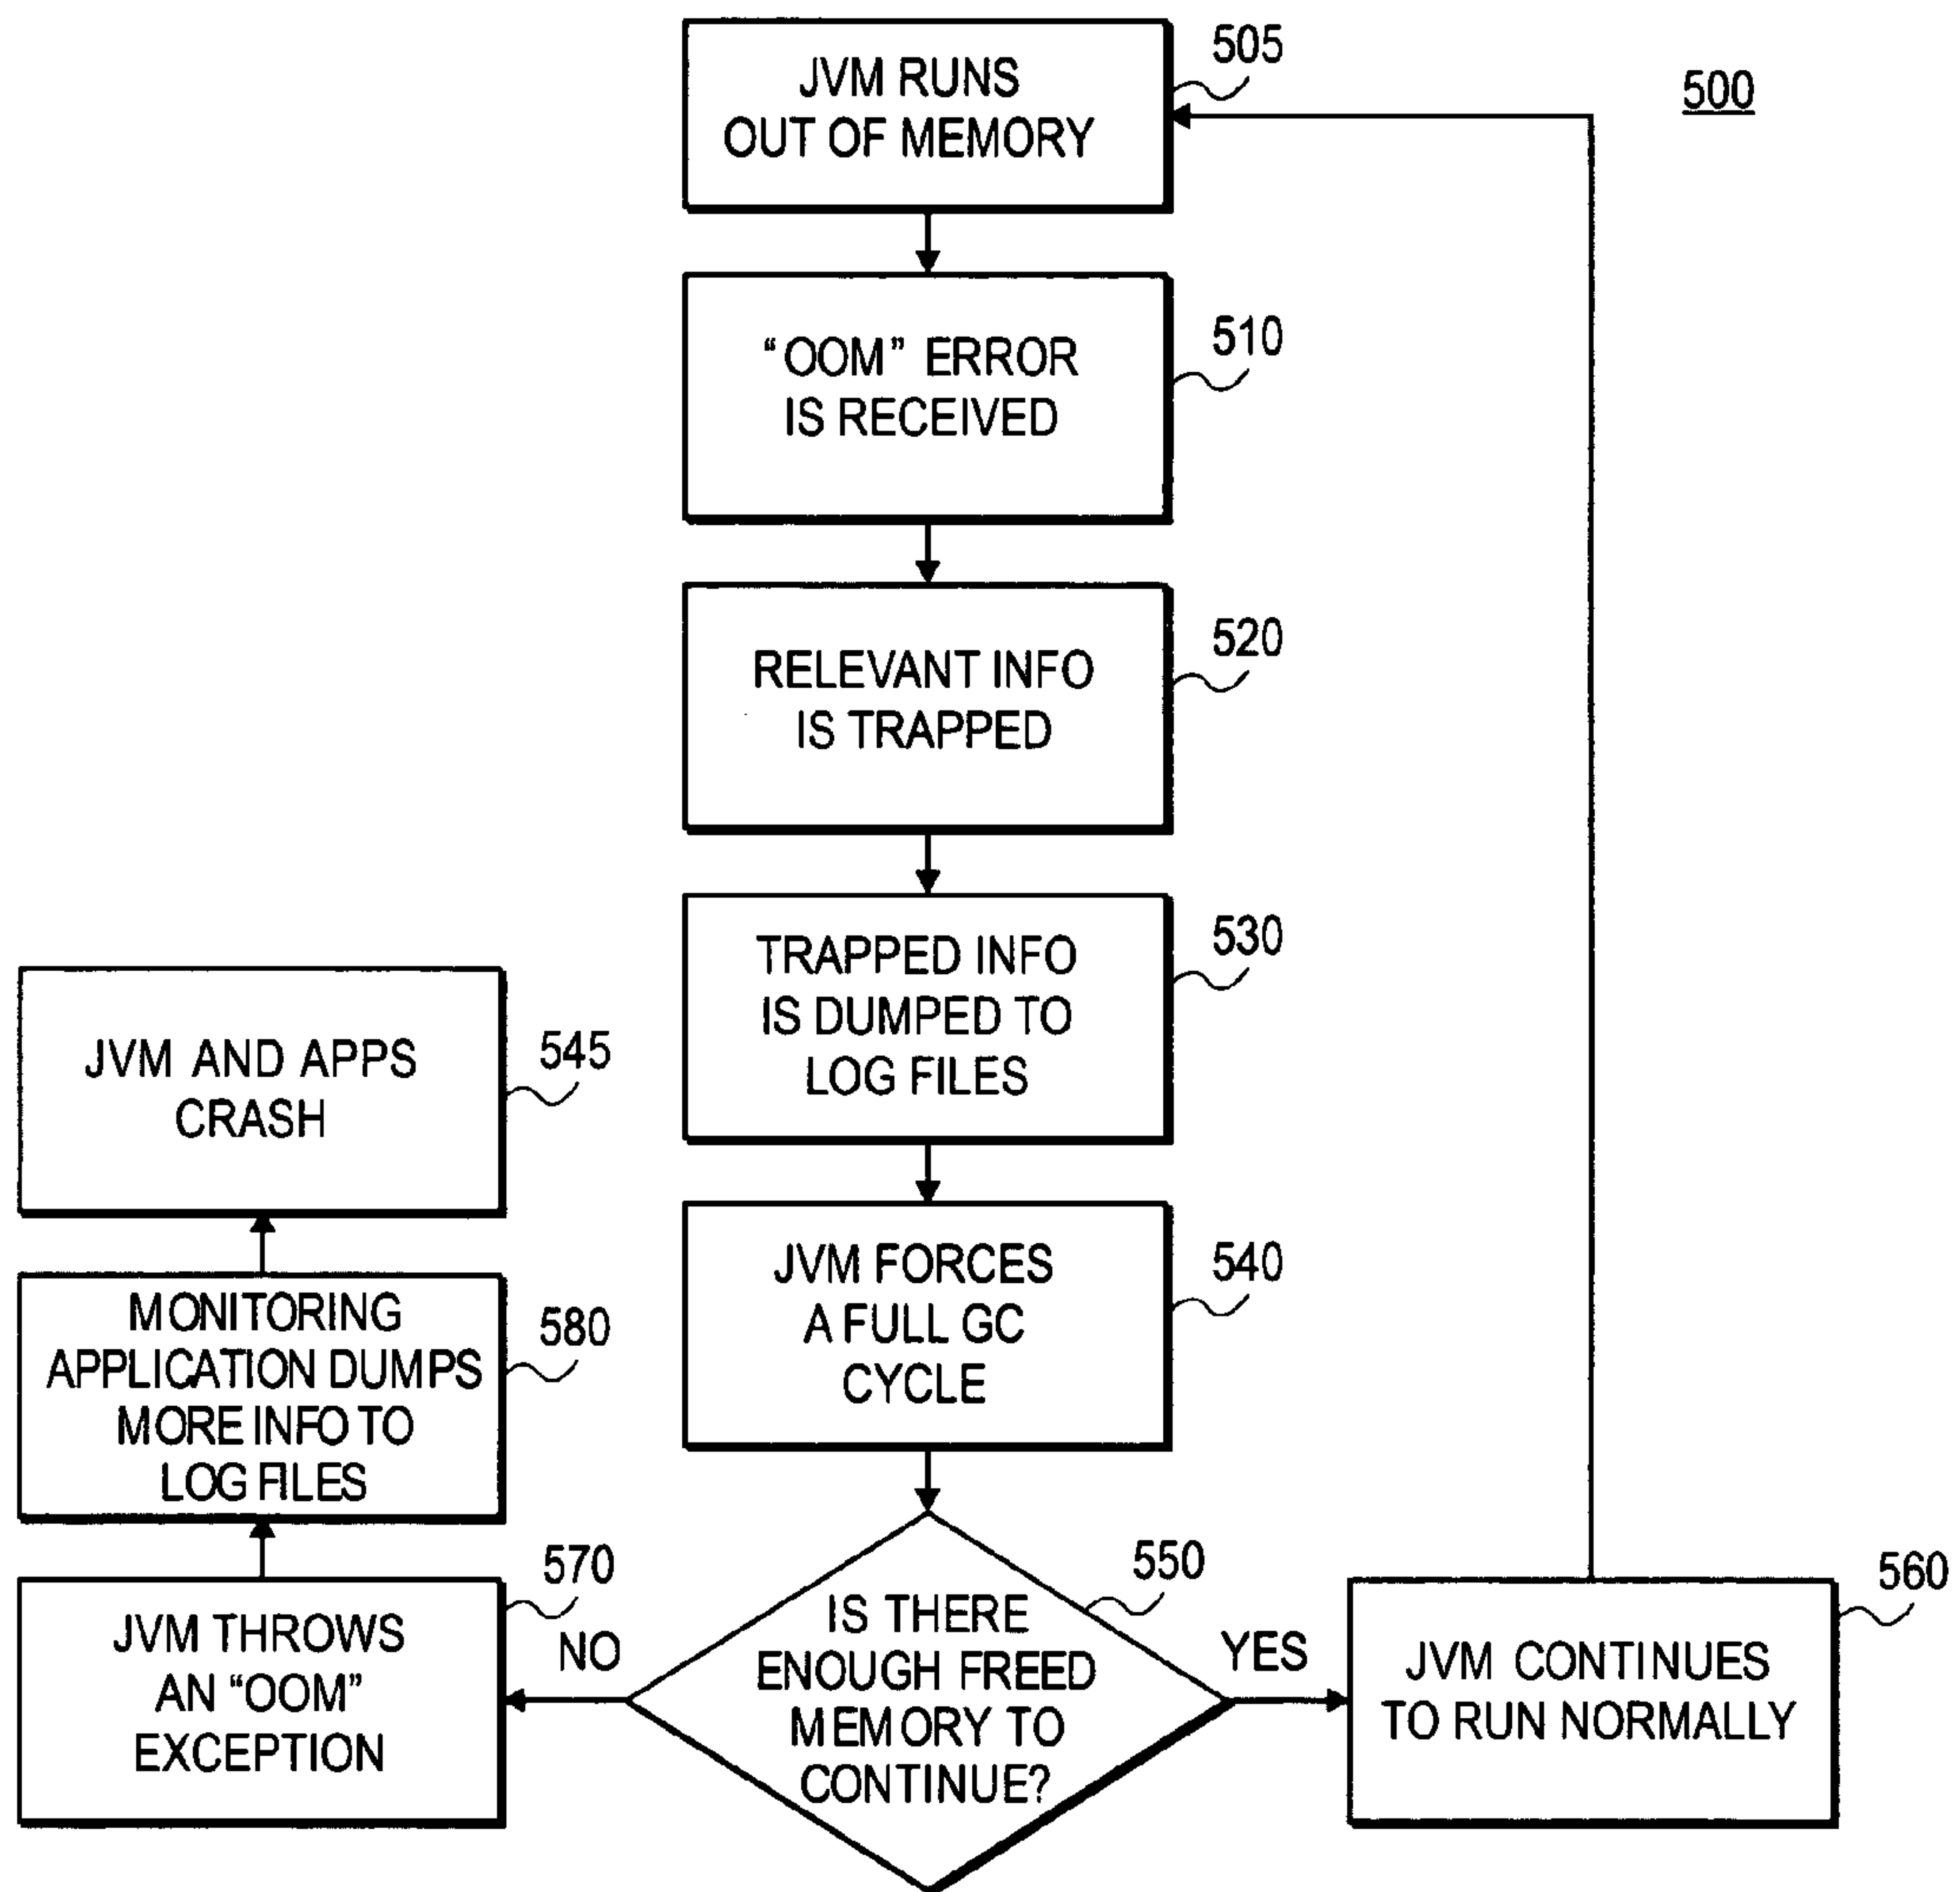 500
JVM RUNS
OUT OF MEMORY
505
“OOM” ERROR
IS RECEIVED
510
RELEVANT INFO
IS TRAPPED
520
TRAPPED INFO
IS DUMPED TO
LOG FILES
530
JVM FORCES
A FULL GC
CYCLE
540
IS THERE
ENOUGH FREED
MEMORY TO
CONTINUE?
550
YES
JVM CONTINUES
TO RUN NORMALLY
560
NO
JVM THROWS
AN “OOM”
EXCEPTION
570
MONITORING
APPLICATION DUMPS
MORE INFO TO
LOG FILES
580
JVM AND APPS
CRASH
545